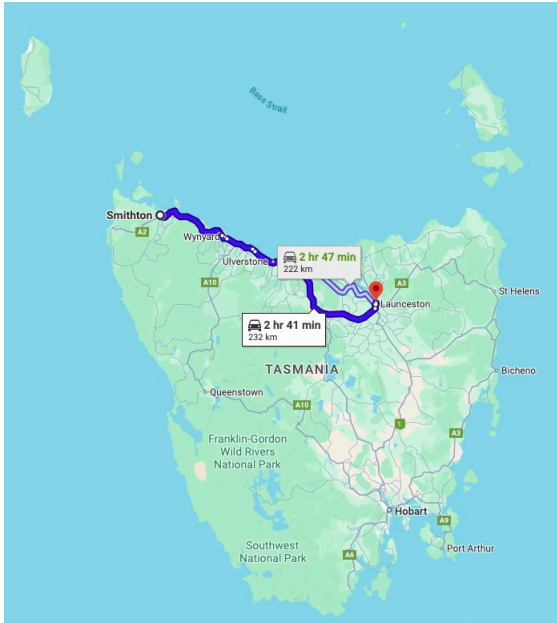 Bass Strait
Smithton
A2
Wynyard
2 hr 47 min
222 km
Ulverstone
A10
A3
Launceston
St Helens
2 hr 41 min
232 km
TASMANIA
Bicheno
Queenstown
A10
1
A3
Franklin-Gordon
Wild Rivers
National Park
Hobart
A9
Southwest
National Park
A6
Port Arthur